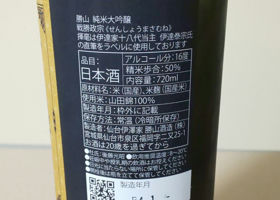 勝山 純米大吟醸
戦勝政宗《せんしょうまさむね》
揮毫は伊達家十八代当主 伊達泰宗氏
の直筆をラベルに使用しています。
品目：日本酒
アルコール分：16度
精米歩合：50%
内容量：720ml
原材料名：米（国産）、米麹（国産米）
使用米：山田錦100%
製造年月：枠外に記載
保存方法：常温（冷暗所保存）
製造者：仙台伊澤家 勝山酒造（株）
宮城県仙台市泉区福岡字二又25-1
お酒は20歳を過ぎてから
製造年月